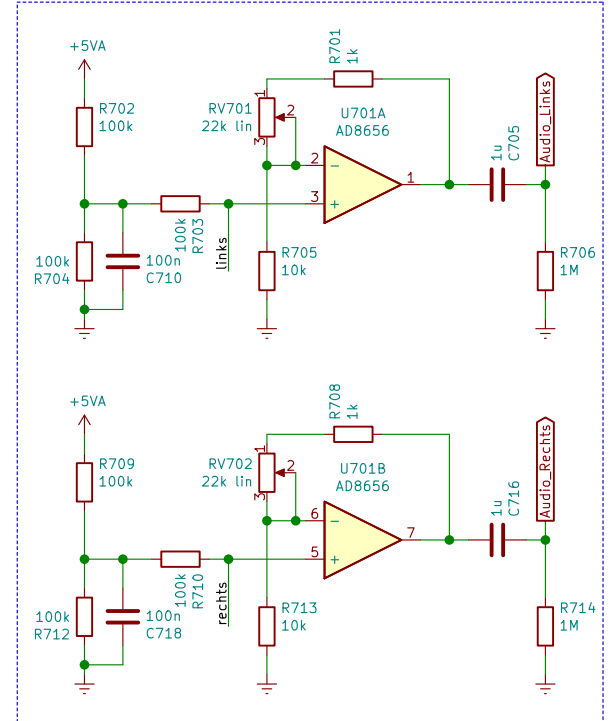 +5VA
R702
100k
100k
R704
100n
C710
100k
R703
links
RV701
22k lin
1
2
3
R701
1k
U701A
AD8656
2
3
1
-
+
R705
10k
1u
C705
Audio_Links
R706
1M
+5VA
R709
100k
100k
R712
100n
C718
100k
R710
rechts
RV702
22k lin
1
2
3
R708
1k
U701B
AD8656
6
5
7
-
+
R713
10k
1u
C716
Audio_Rechts
R714
1M